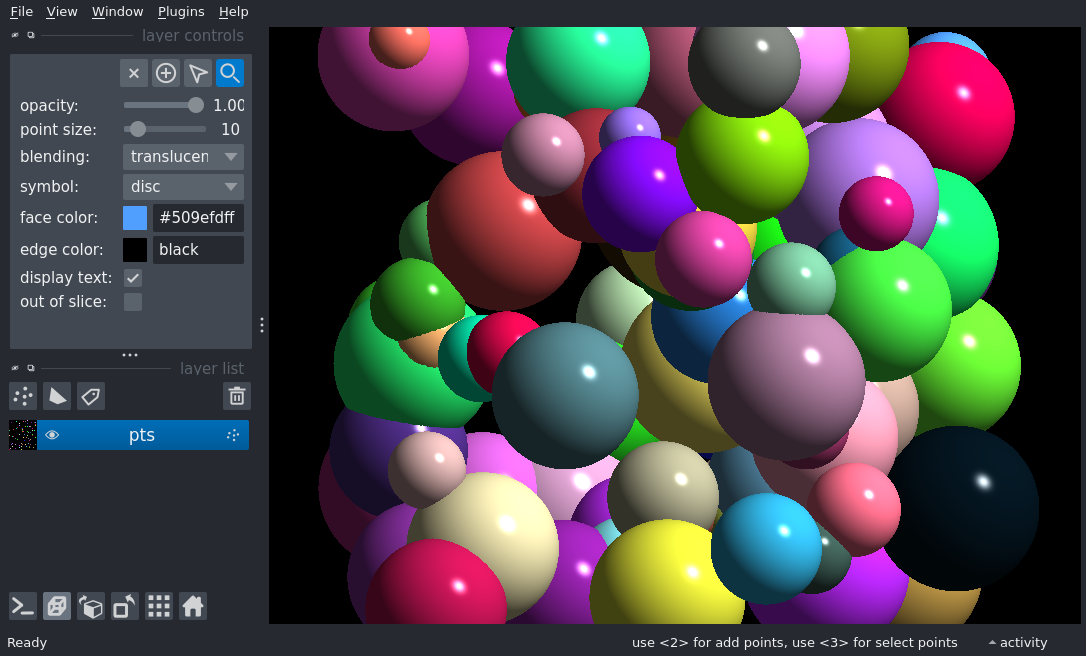 File View Window Plugins Help
layer controls
opacity: 1.00
point size: 10
blending: translucen
symbol: disc
face color: #509efdff
edge color: black
display text:
out of slice:
layer list
pts
Ready
use <2> for add points, use <3> for select points
activity